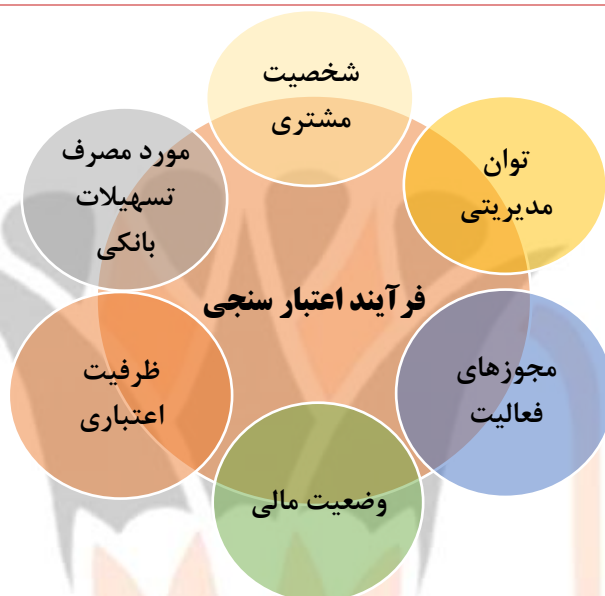 شخصیت
مشتری
توان
مدیریتی
مورد مصرف
تسهیلات
بانکی
فرآیند اعتبار سنجی
مجوزهای
فعالیت
ظرفیت
اعتباری
وضعیت مالی